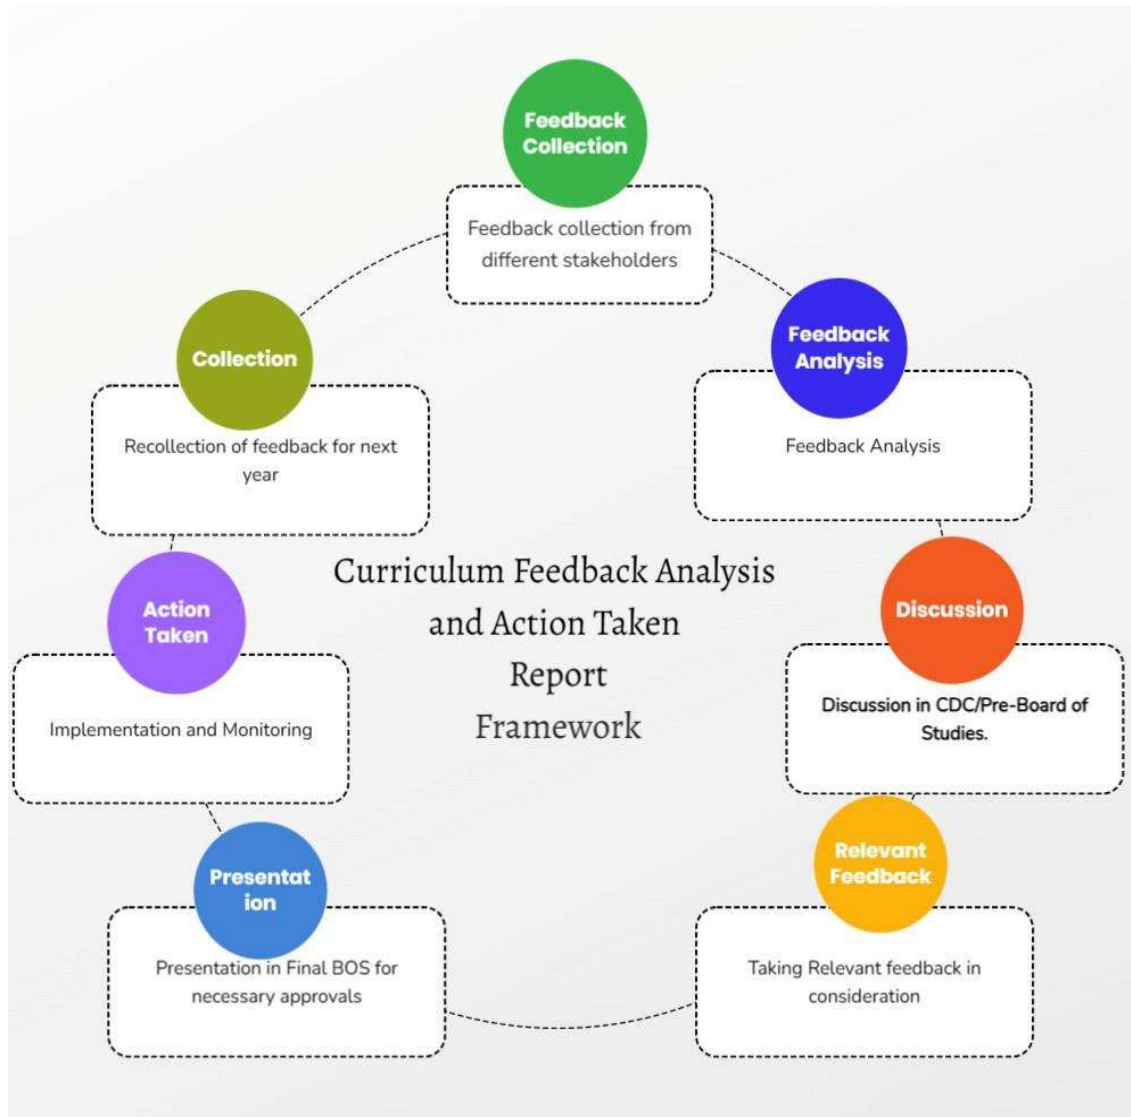 Feedback
Collection
Feedback collection from
different stakeholders
Feedback
Analysis
Feedback Analysis
Discussion
Discussion in CDC/Pre-Board of
Studies.
Relevant
Feedback
Taking Relevant feedback in
consideration
Presentat
ion
Presentation in Final BOS for
necessary approvals
Action
Taken
Implementation and Monitoring
Collection
Recollection of feedback for next
year
Curriculum Feedback Analysis
and Action Taken
Report
Framework